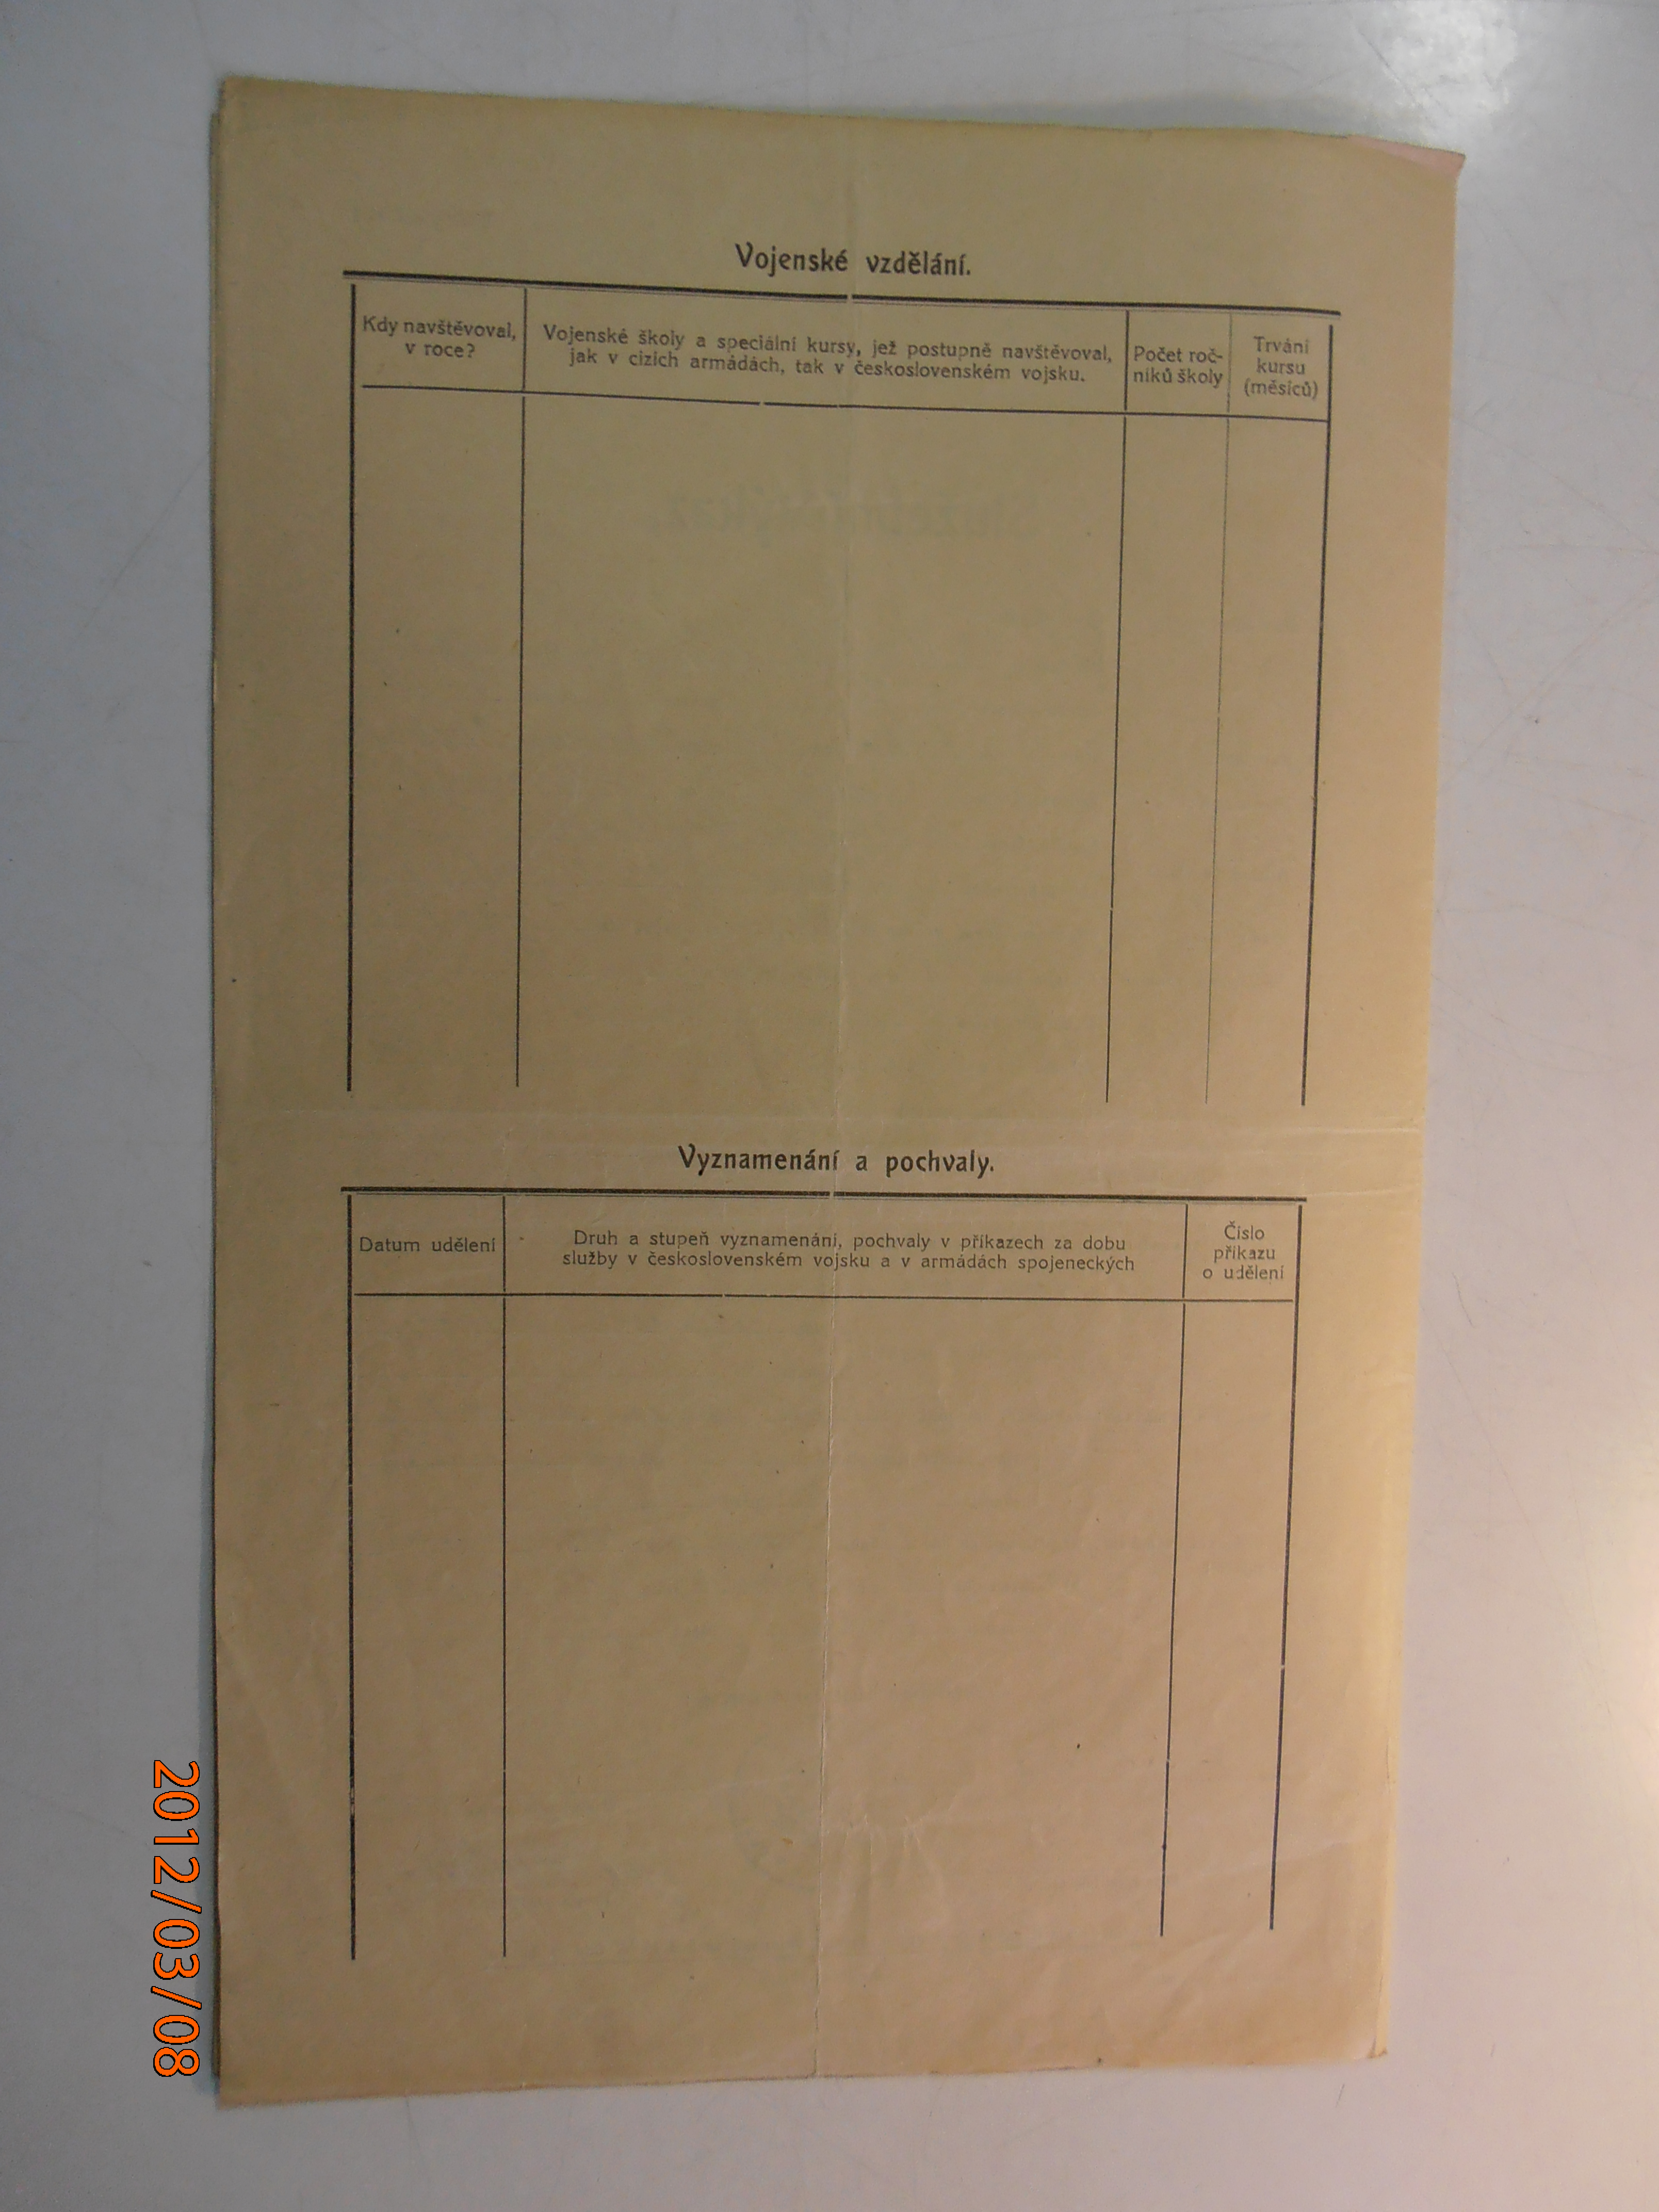 Vojenské vzdělání.
Kdy navštěvoval,
v roce?
Vojenské školy a speciální kursy, jež postupně navštěvoval,
jak v cizích armádách, tak v československém vojsku.
Počet roč-
níků školy
Trvání
kursu
(měsíců)
Vyznamenání a pochvaly.
Datum udělení
Druh a stupeň vyznamenání, pochvaly v příkazech za dobu
služby v československém vojsku a v armádách spojeneckých
Číslo
příkazu
o udělení
2012/03/08